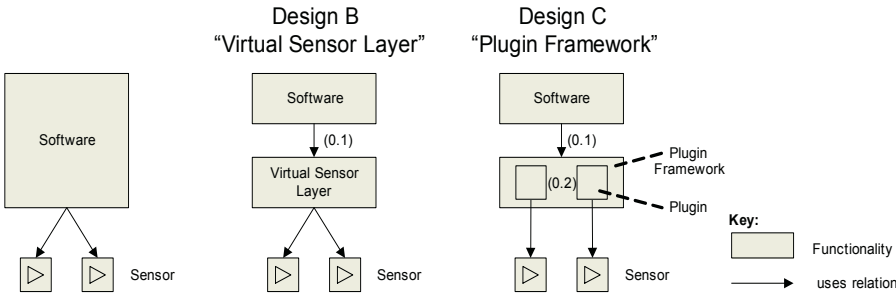 Design B
“Virtual Sensor Layer”
Design C
“Plugin Framework”
Software
Sensor
Software
(0.1)
Virtual Sensor
Layer
Sensor
Software
(0.1)
(0.2)
Plugin
Framework
Plugin
Sensor
Key:
Functionality
uses relation